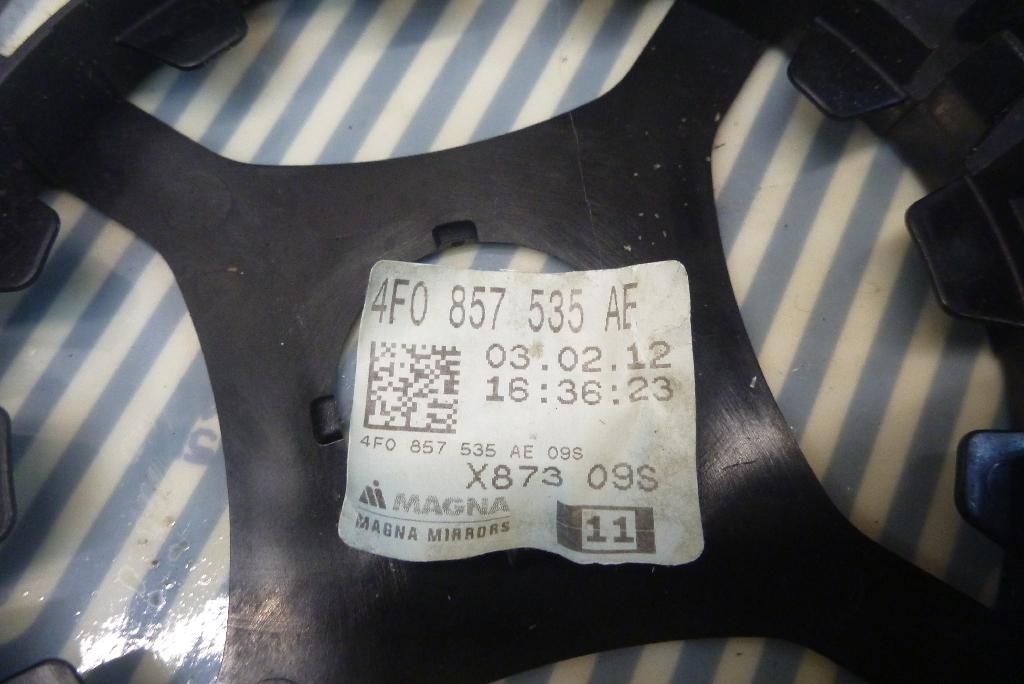 4F0 857 535 AE
03.02.12
16:36:23
4F0 857 535 AE 09S
X873 09S
MAGNA
MAGNA MIRRORS
11